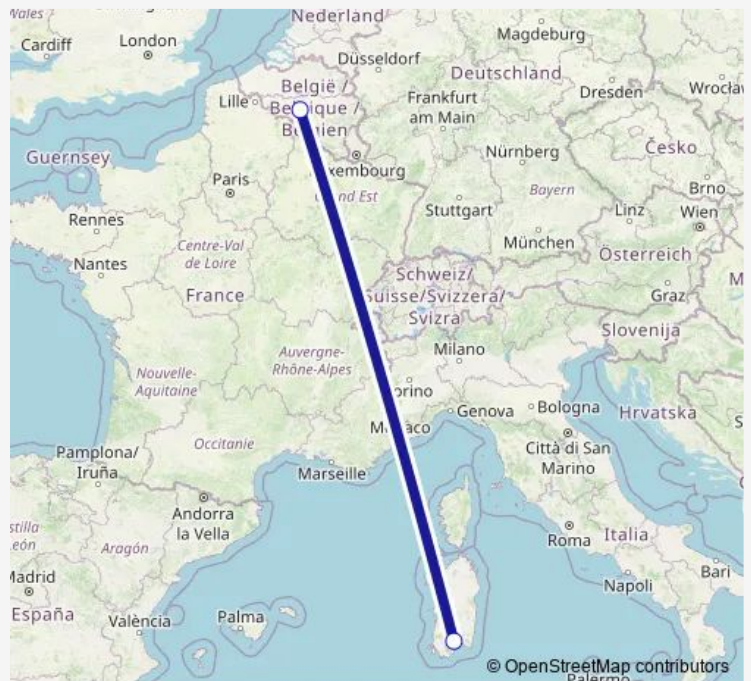 Wales
Nederland
Cardiff
London
Magdeburg
Düsseldorf
Deutschland
België /
Belgique /
Belgien
Lille
Frankfurt
am Main
Dresden
Guernsey
Luxembourg
Nürnberg
Česko
Paris
Grand Est
Bayern
Brno
Rennes
Stuttgart
Linz
Wien
Centre-Val
de Loire
München
Nantes
Österreich
France
Schweiz/
Suisse/Svizzera/
Svizra
Graz
Slovenija
Auvergne-
Rhône-Alpes
Milano
Nouvelle-
Aquitaine
Torino
Genova
Bologna
Hrvatska
Monaco
Occitanie
Pamplona/
Iruña
Marseille
Città di San
Marino
Andorra
la Vella
Aragón
Roma
Italia
Bari
Madrid
Napoli
España
València
Palma
© OpenStreetMap contributors
Palermo